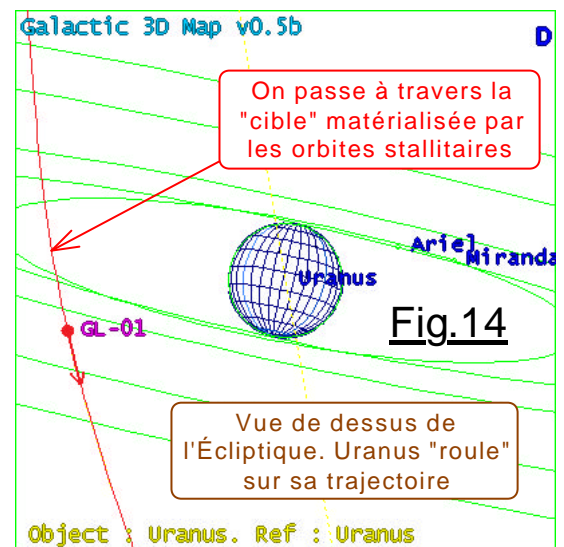 Galactic 3D Map v0.5b
D
On passe à travers la
"cible" matérialisée par
les orbites stallitaires
Ariel
Miranda
Uranus
Fig.14
GL-01
Vue de dessus de
l'Écliptique. Uranus "roule"
sur sa trajectoire
Object : Uranus. Ref : Uranus